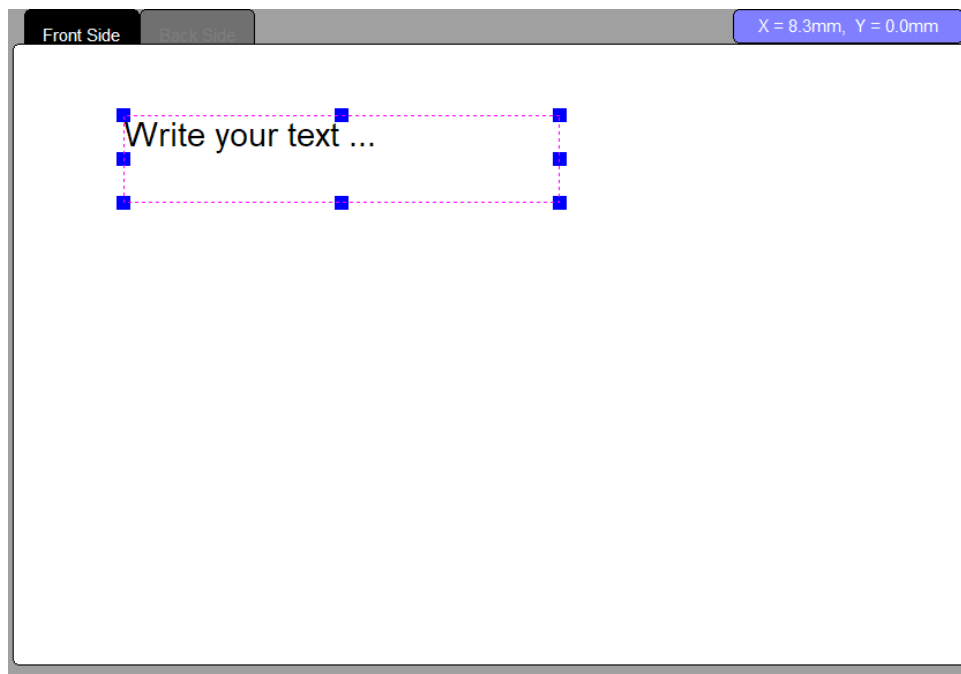 Front Side
Back Side
X = 8.3mm, Y = 0.0mm
Write your text ...